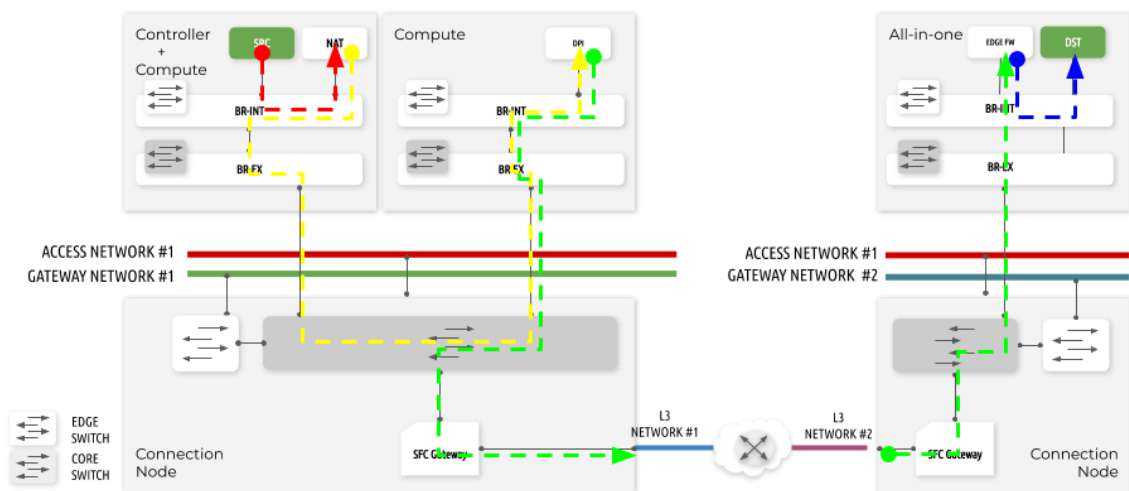 Controller
+
Compute
SRC
NAT
BR-INT
BR-EX
Compute
DPI
BR-INT
BR-EX
All-in-one
EDGE FW
DST
BR-INT
BR-EX
ACCESS NETWORK #1
GATEWAY NETWORK #1
ACCESS NETWORK #1
GATEWAY NETWORK #2
EDGE
SWITCH
CORE
SWITCH
Connection
Node
SFC Gateway
L3
NETWORK #1
L3
NETWORK #2
SFC Gateway
Connection
Node